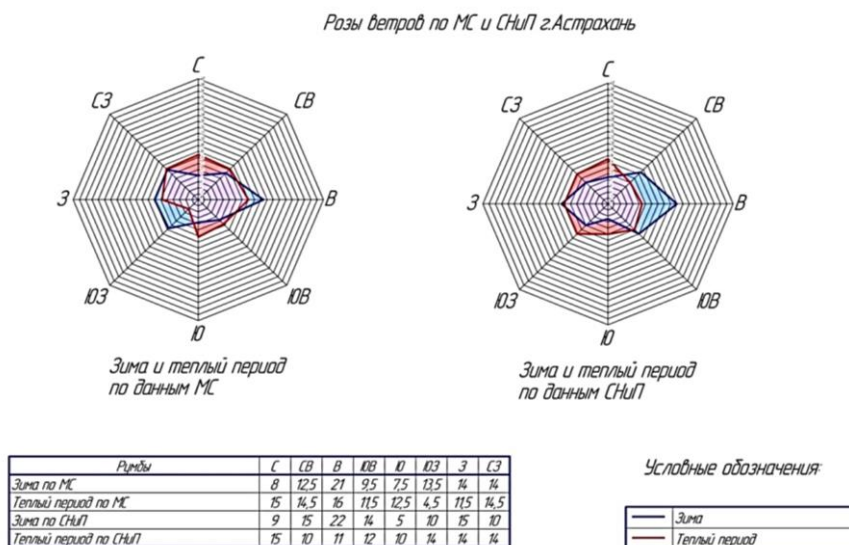 Розы ветров по МС и СНиП г.Астрахань
С
СЗ СВ
З В
ЮЗ ЮВ
Ю
Зима и теплый период
по данным МС
С
СЗ СВ
З В
ЮЗ ЮВ
Ю
Зима и теплый период
по данным СНиП
Румбы С СВ В ЮВ Ю ЮЗ З СЗ
Зима по МС 8 12,5 21 9,5 7,5 13,5 14 14
Теплый период по МС 15 14,5 16 11,5 12,5 4,5 11,5 14,5
Зима по СНиП 9 15 22 14 5 10 15 10
Теплый период по СНиП 15 10 11 12 10 14 14 14
Условные обозначения:
Зима
Теплый период